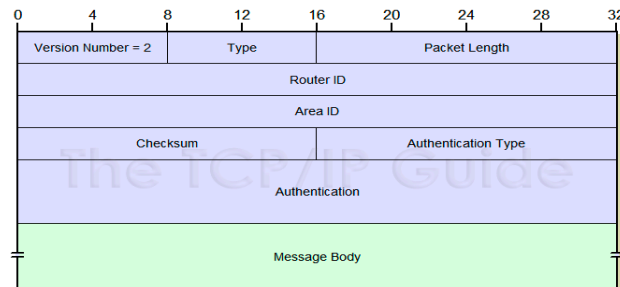 0 4 8 12 16 20 24 28 32
Version Number = 2 Type Packet Length
Router ID
Area ID
Checksum Authentication Type
The TCP/IP Guide
Authentication
Message Body